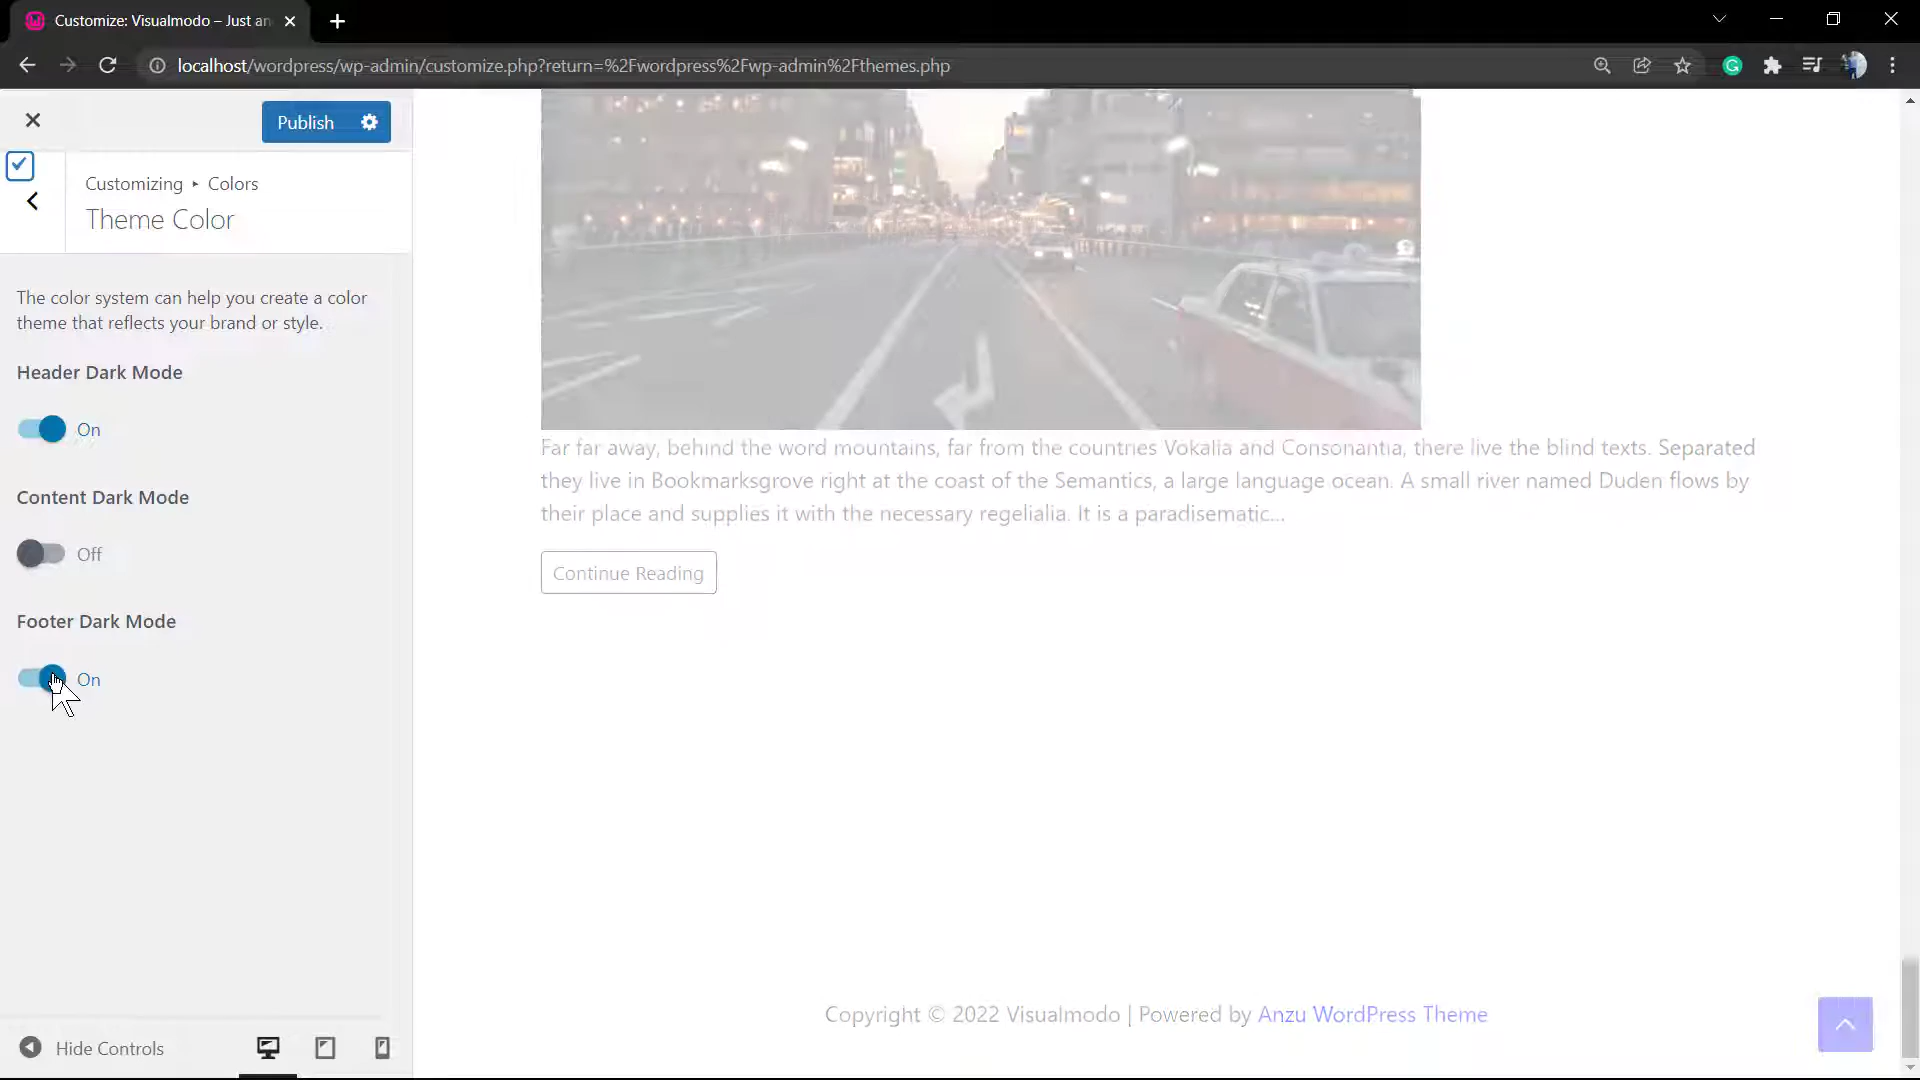 Customize: Visualmodo – Just an
localhost/wordpress/wp-admin/customize.php?return=%2Fwordpress%2Fwp-admin%2Fthemes.php
Publish
Customizing ▸ Colors
Theme Color
The color system can help you create a color
theme that reflects your brand or style.
Header Dark Mode
On
Content Dark Mode
Off
Footer Dark Mode
On
Hide Controls
Far far away, behind the word mountains, far from the countries Vokalia and Consonantia, there live the blind texts. Separated
they live in Bookmarksgrove right at the coast of the Semantics, a large language ocean. A small river named Duden flows by
their place and supplies it with the necessary regelialia. It is a paradisematic...
Continue Reading
Copyright © 2022 Visualmodo | Powered by Anzu WordPress Theme